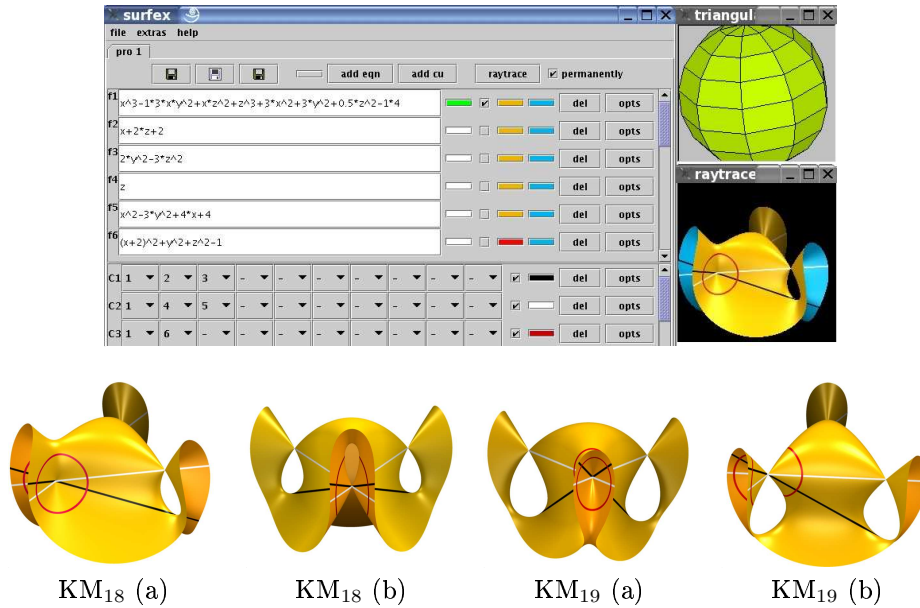 surfex
triangul
file extras help
pro 1
add eqn add cu raytrace permanently
f1 x^3-1*3*x*y^2+x*z^2+z^3+3*x^2+3*y^2+0.5*z^2-1*4 del opts
f2 x+2*z+2 del opts
f3 2*y^2-3*z^2 del opts
f4 z del opts
f5 x^2-3*y^2+4*x+4 del opts
f6 (x+2)^2+y^2+z^2-1 del opts
raytrace
C1 1 2 3 - - - - - - - del opts
C2 1 4 5 - - - - - - - del opts
C3 1 6 - - - - - - - - del opts
KM18 (a) KM18 (b) KM19 (a) KM19 (b)